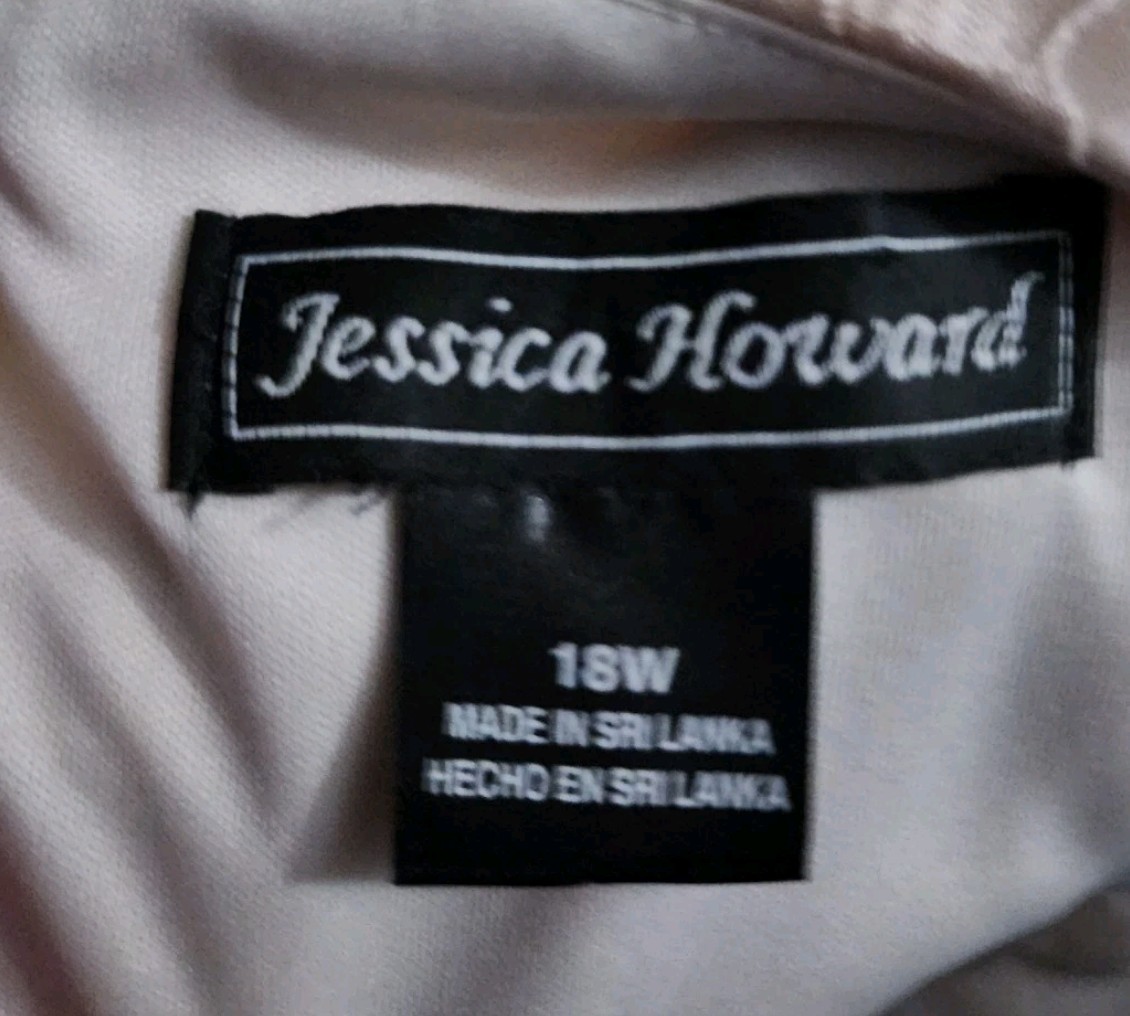 Jessica Howard
18W
MADE IN SRI LANKA
HECHO EN SRI LANKA